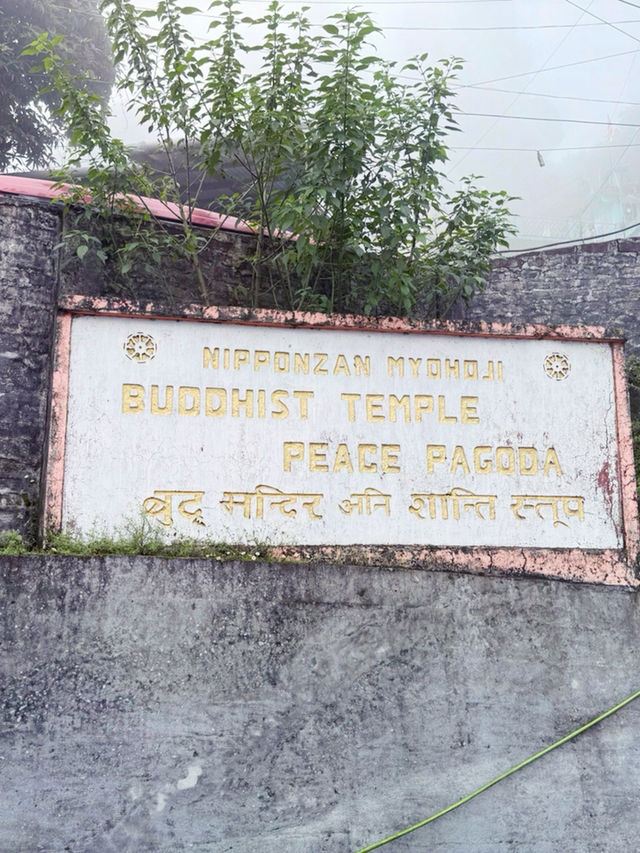 NIPPONZAN MYOHOJI
BUDDHIST TEMPLE
PEACE PAGODA
बुद्ध मन्दिर अनि शान्ति स्तूप